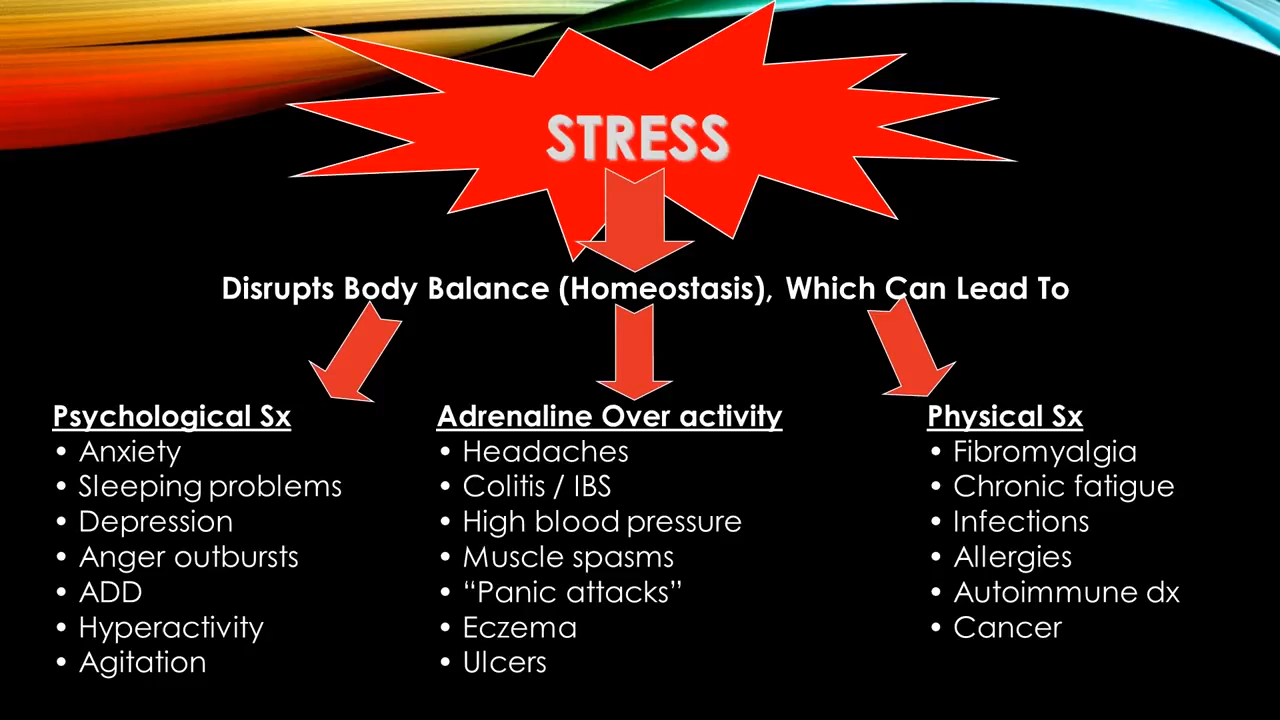 STRESS
Disrupts Body Balance (Homeostasis), Which Can Lead To
Psychological Sx
• Anxiety
• Sleeping problems
• Depression
• Anger outbursts
• ADD
• Hyperactivity
• Agitation
Adrenaline Over activity
• Headaches
• Colitis / IBS
• High blood pressure
• Muscle spasms
• “Panic attacks”
• Eczema
• Ulcers
Physical Sx
• Fibromyalgia
• Chronic fatigue
• Infections
• Allergies
• Autoimmune dx
• Cancer